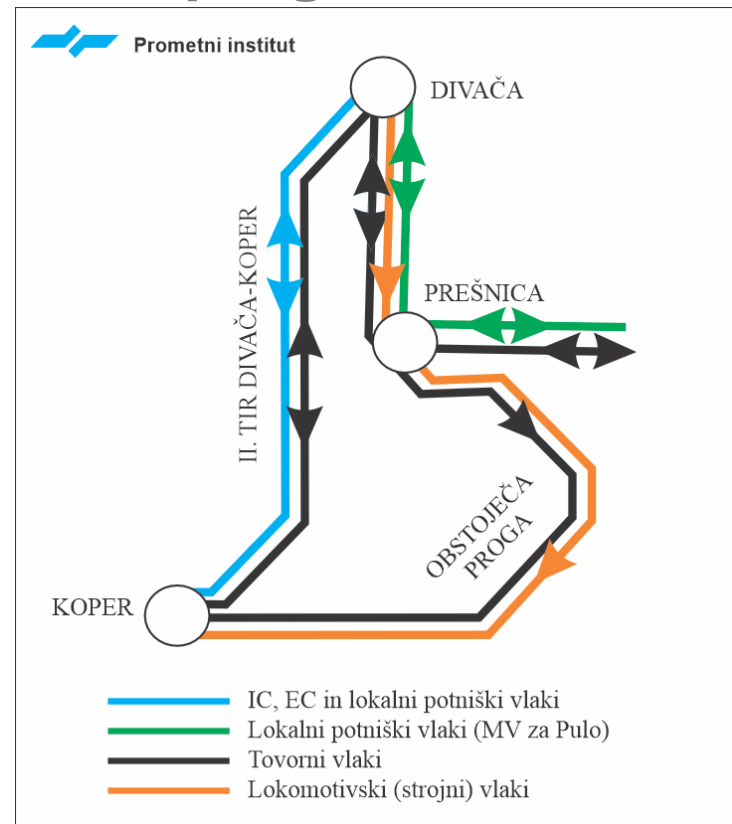 Prometni institut
DIVAČA
II. TIR DIVAČA-KOPER
PREŠNICA
OBSTOJEČA
PROGA
KOPER
IC, EC in lokalni potniški vlaki
Lokalni potniški vlaki (MV za Pulo)
Tovorni vlaki
Lokomotivski (strojni) vlaki